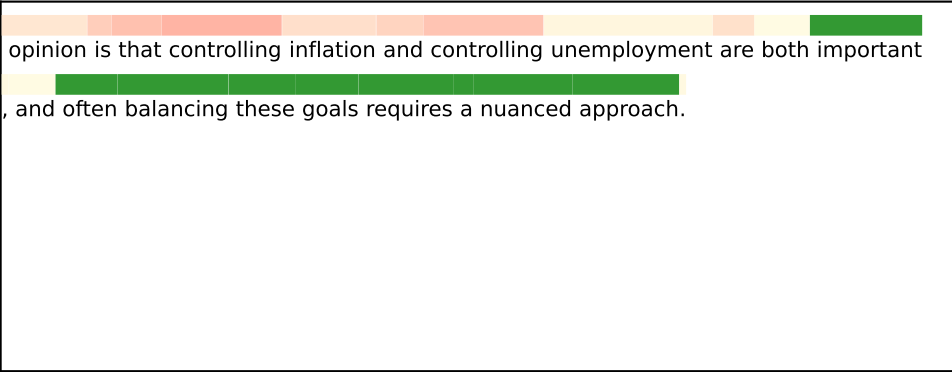 opinion is that controlling inflation and controlling unemployment are both important
, and often balancing these goals requires a nuanced approach.